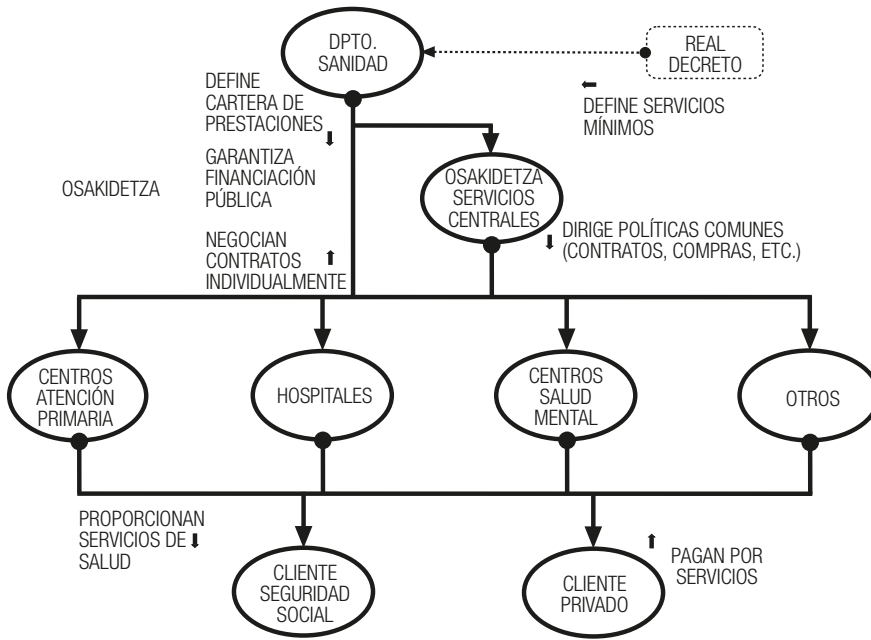 DPTO.
SANIDAD
REAL
DECRETO
DEFINE
CARTERA DE
PRESTACIONES
DEFINE SERVICIOS
MÍNIMOS
GARANTIZA
FINANCIACIÓN
PÚBLICA
OSAKIDETZA
OSAKIDETZA
SERVICIOS
CENTRALES
NEGOCIAN
CONTRATOS
INDIVIDUALMENTE
DIRIGE POLÍTICAS COMUNES
(CONTRATOS, COMPRAS, ETC.)
CENTROS
ATENCIÓN
PRIMARIA
HOSPITALES
CENTROS
SALUD
MENTAL
OTROS
PROPORCIONAN
SERVICIOS DE
SALUD
CLIENTE
SEGURIDAD
SOCIAL
CLIENTE
PRIVADO
PAGAN POR
SERVICIOS